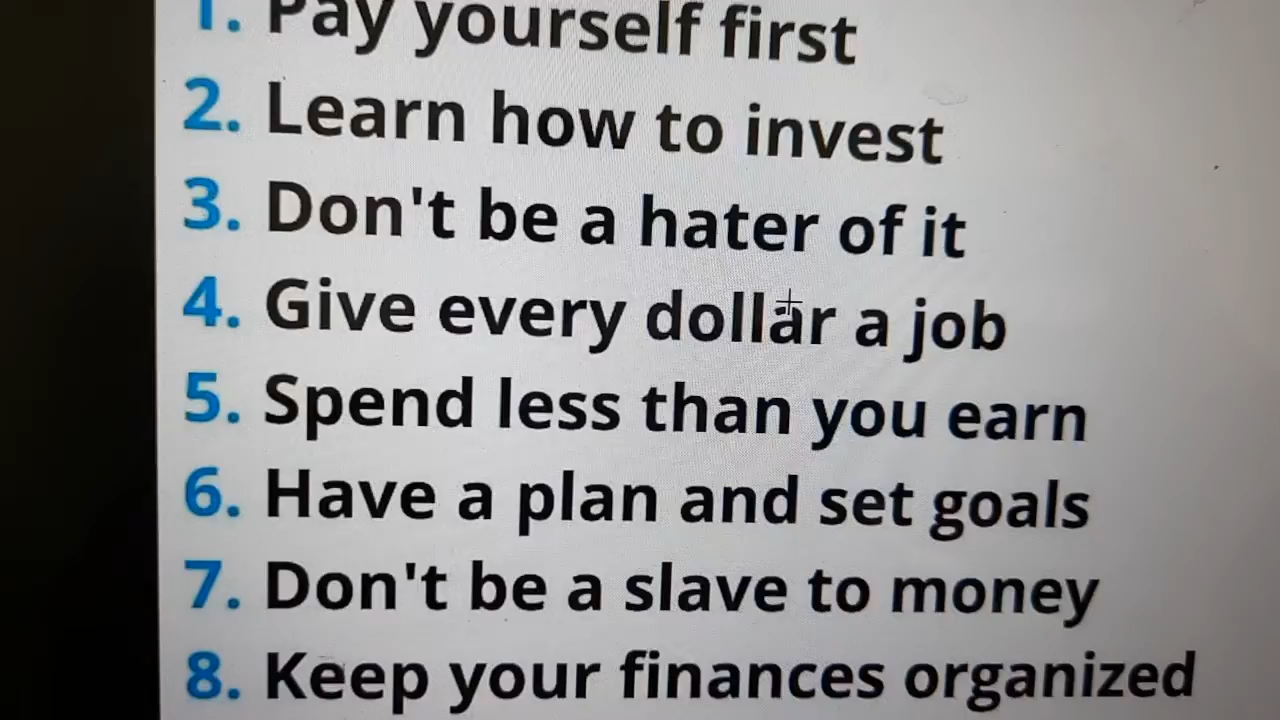 1. Pay yourself first
2. Learn how to invest
3. Don't be a hater of it
4. Give every dollar a job
5. Spend less than you earn
6. Have a plan and set goals
7. Don't be a slave to money
8. Keep your finances organized